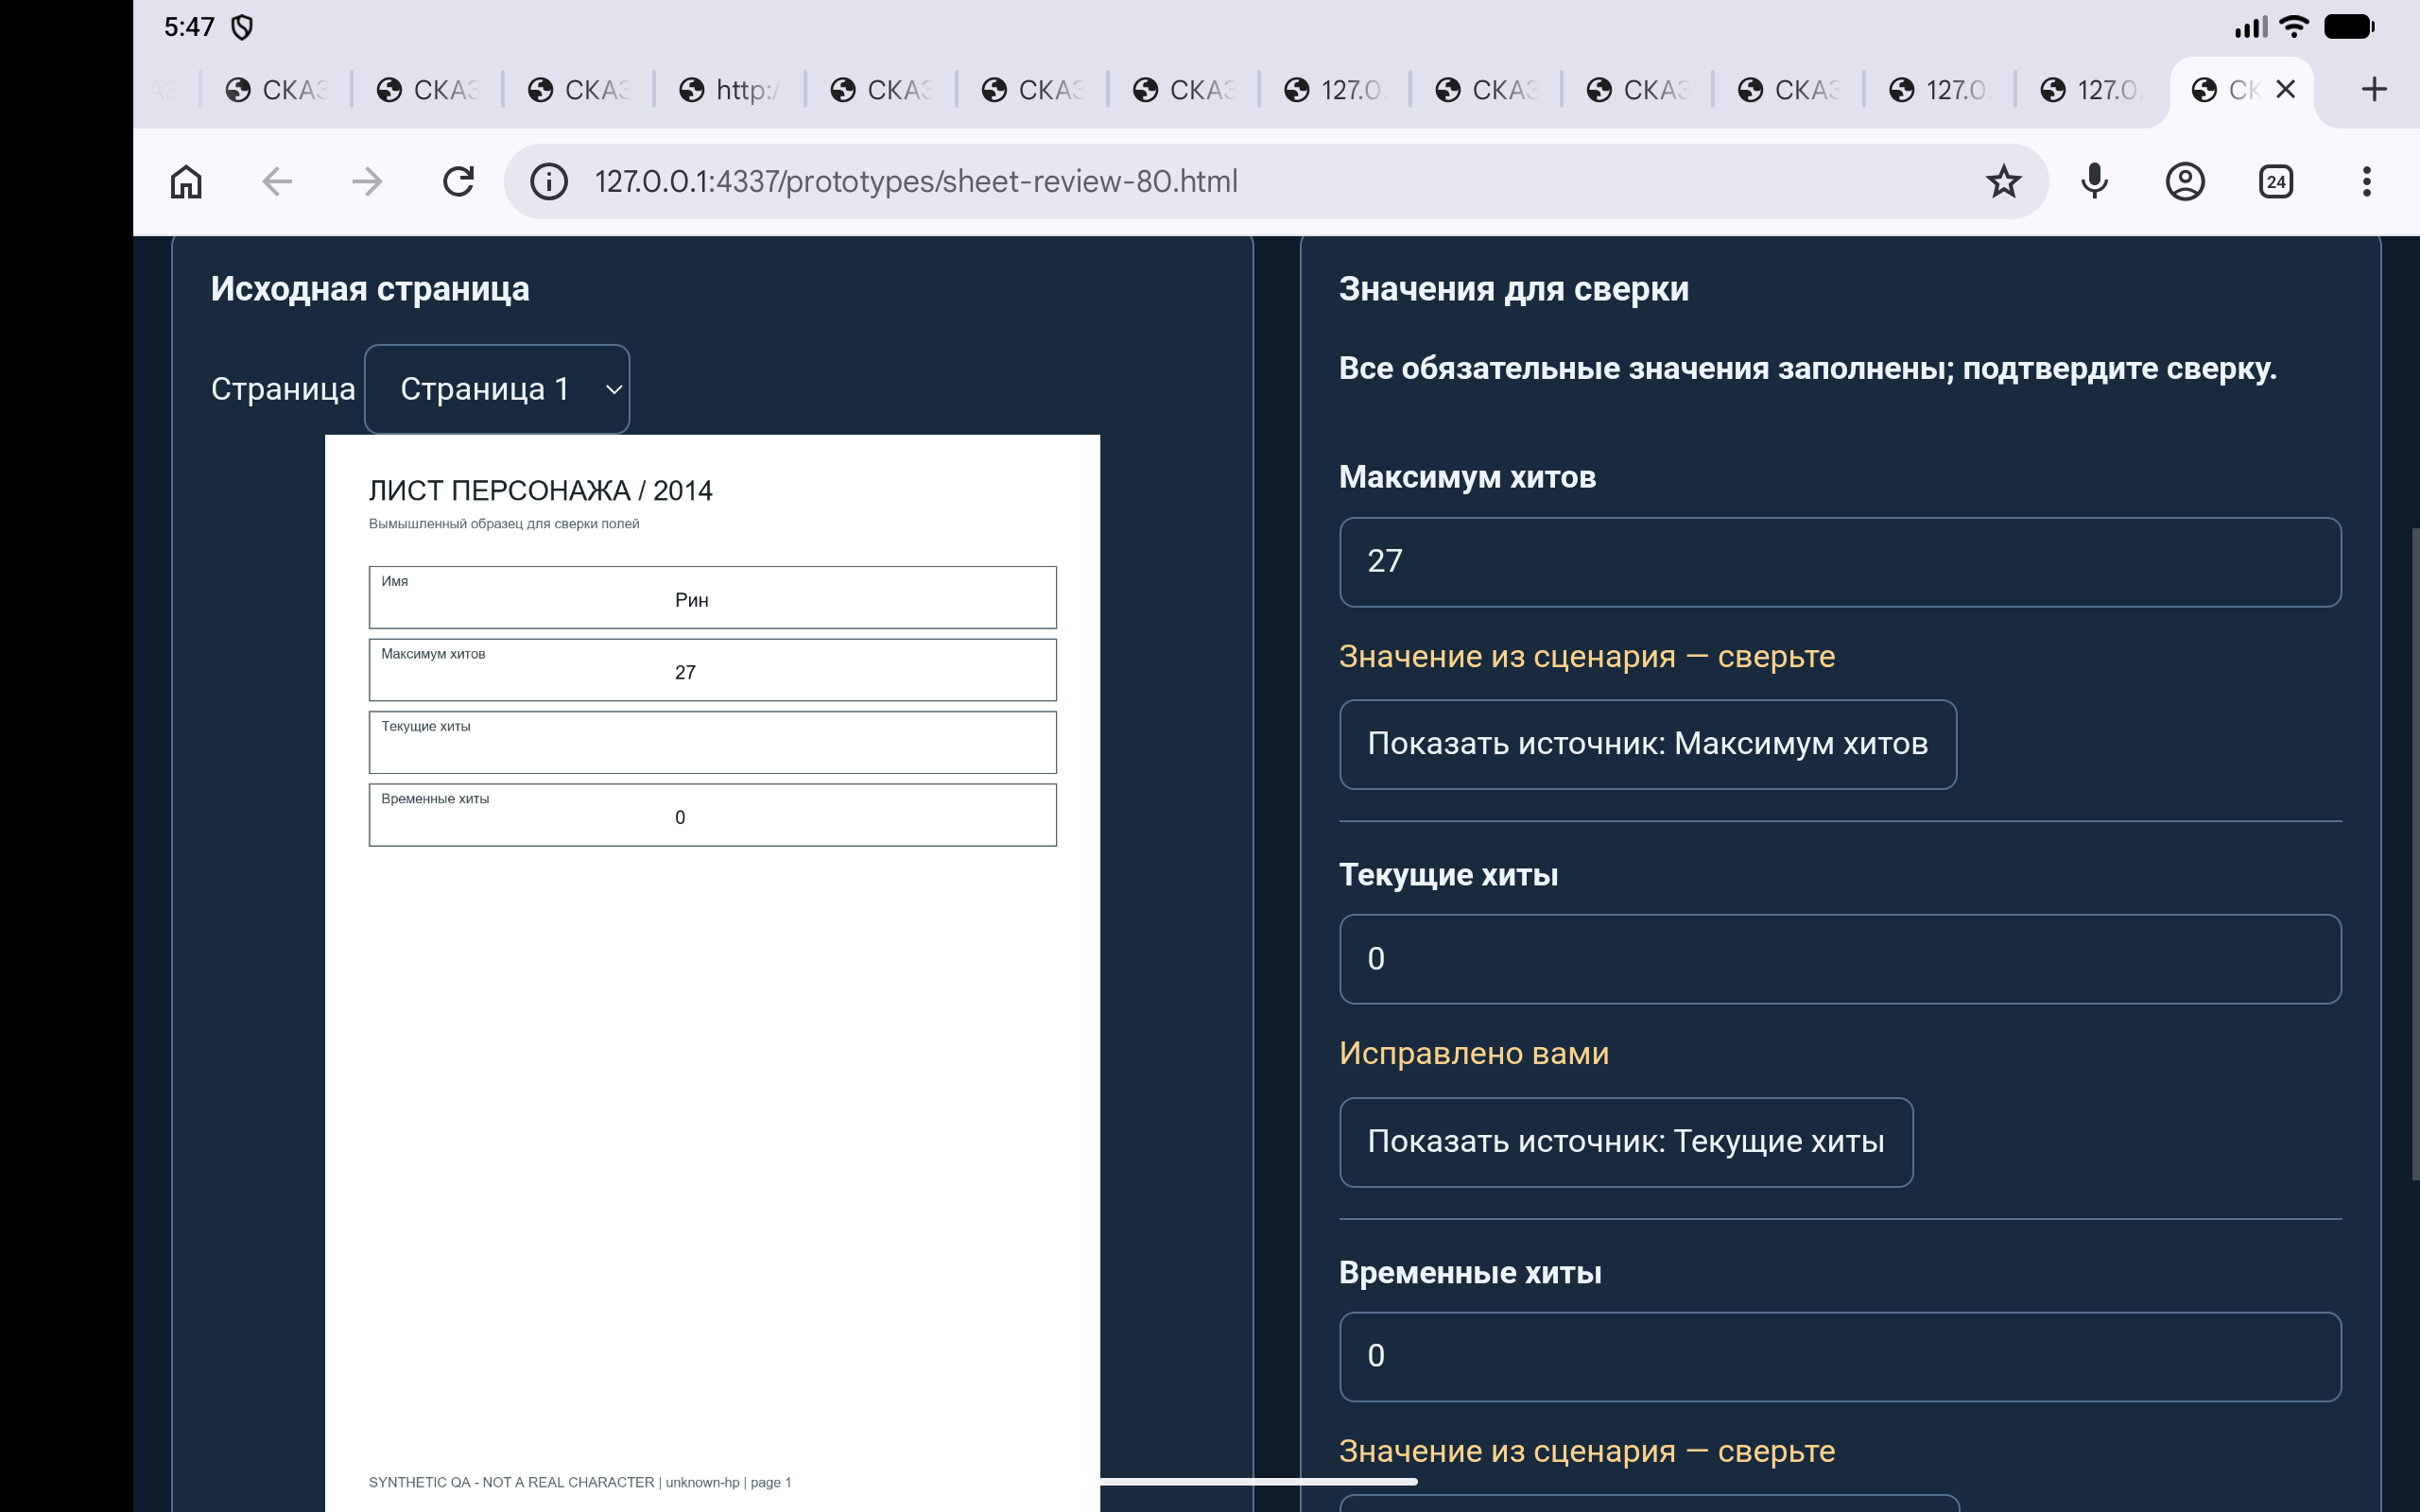 5:47
СКАЗ
СКАЗ
СКАЗ
http:/
СКАЗ
СКАЗ
СКАЗ
127.0
СКАЗ
СКАЗ
СКАЗ
127.0
127.0
СК
127.0.0.1:4337/prototypes/sheet-review-80.html
24
Исходная страница
Страница
Страница 1
ЛИСТ ПЕРСОНАЖА / 2014
Вымышленный образец для сверки полей
Имя
Рин
Максимум хитов
27
Текущие хиты
Временные хиты
0
SYNTHETIC QA - NOT A REAL CHARACTER | unknown-hp | page 1
Значения для сверки
Все обязательные значения заполнены; подтвердите сверку.
Максимум хитов
27
Значение из сценария — сверьте
Показать источник: Максимум хитов
Текущие хиты
0
Исправлено вами
Показать источник: Текущие хиты
Временные хиты
0
Значение из сценария — сверьте